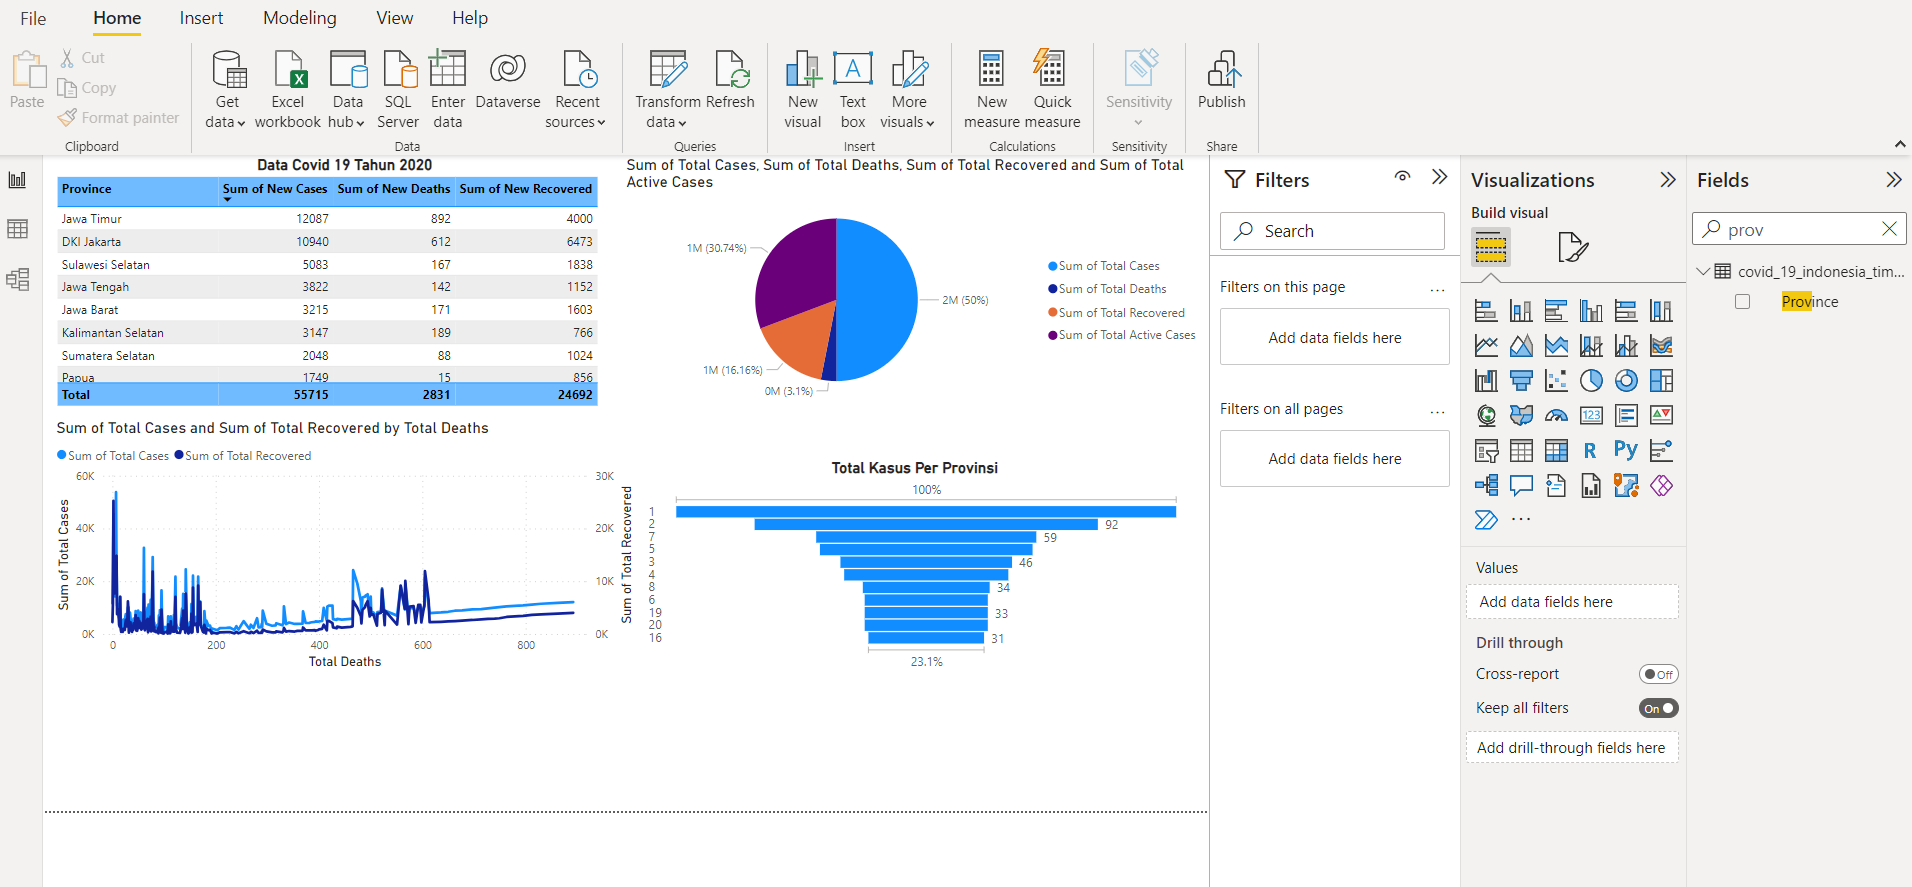 File Home Insert Modeling View Help
Paste
Cut
Copy
Format painter
Clipboard
Get data
Excel workbook
Data hub
SQL Server
Enter data
Dataverse
Recent sources
Data
Transform data
Refresh
Queries
New visual
Text box
More visuals
Insert
New measure
Quick measure
Calculations
Sensitivity
Sensitivity
Publish
Share
Data Covid 19 Tahun 2020
Province Sum of New Cases Sum of New Deaths Sum of New Recovered
Jawa Timur 12087 892 4000
DKI Jakarta 10940 612 6473
Sulawesi Selatan 5083 167 1838
Jawa Tengah 3822 142 1152
Jawa Barat 3215 171 1603
Kalimantan Selatan 3147 189 766
Sumatera Selatan 2048 88 1024
Papua 1749 15 856
Total 55715 2831 24692
Sum of Total Cases, Sum of Total Deaths, Sum of Total Recovered and Sum of Total
Active Cases
1M (30.74%)
2M (50%)
1M (16.16%)
0M (3.1%)
Sum of Total Cases
Sum of Total Deaths
Sum of Total Recovered
Sum of Total Active Cases
Sum of Total Cases and Sum of Total Recovered by Total Deaths
Sum of Total Cases Sum of Total Recovered
60K 30K
40K 20K
20K 10K
0K 0K
0 200 400 600 800
Total Deaths
Sum of Total Cases
Sum of Total Recovered
Total Kasus Per Provinsi
100%
1
2 92
7 59
5
3 46
4
8 34
6
19 33
20
16 31
23.1%
Filters
Search
Filters on this page ...
Add data fields here
Filters on all pages ...
Add data fields here
Visualizations
Build visual
123
R Py
...
Values
Add data fields here
Drill through
Cross-report Off
Keep all filters On
Add drill-through fields here
Fields
prov
covid_19_indonesia_tim...
Province